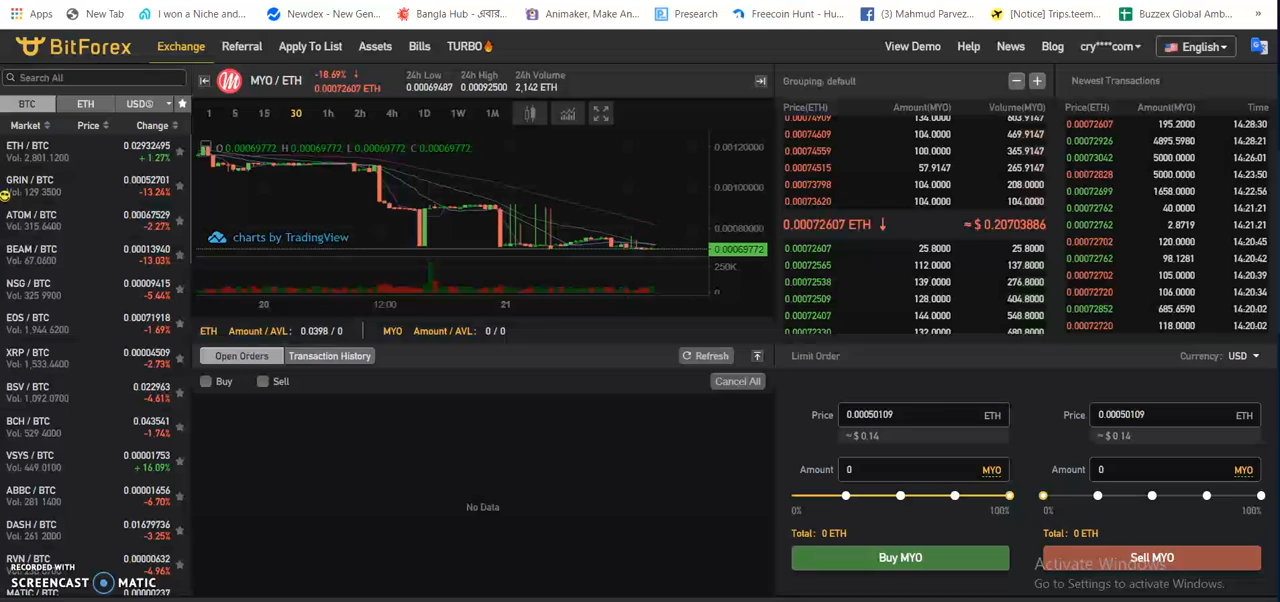 Apps New Tab I won a Niche and... Newdex - New Gen... Bangla Hub - এবার... Animaker, Make An... Presearch Freecoin Hunt - Hu... (3) Mahmud Parvez... [Notice] Trips.teem... Buzzex Global Amb... »
BitForex Exchange Referral Apply To List Assets Bills TURBO View Demo Help News Blog cry****com English
Search All
BTC ETH USD
Market Price Change
ETH / BTC 0.02932495
Vol: 2,801.1200 + 1.27%
GRIN / BTC 0.00052701
Vol: 129.3500 -13.24%
ATOM / BTC 0.00067529
Vol: 315.6400 -2.27%
BEAM / BTC 0.00013940
Vol: 67.0600 -13.03%
NSG / BTC 0.00009415
Vol: 325.9900 -5.44%
EOS / BTC 0.00071918
Vol: 1,944.6200 -1.69%
XRP / BTC 0.00004509
Vol: 1,533.4400 -2.73%
BSV / BTC 0.022963
Vol: 1,092.0700 -4.61%
BCH / BTC 0.043541
Vol: 529.4000 -1.74%
VSYS / BTC 0.00001753
Vol: 449.0100 + 16.09%
ABBC / BTC 0.00001656
Vol: 281.1400 -6.70%
DASH / BTC 0.01679736
Vol: 261.2000 -3.25%
RVN / BTC 0.00000632
-4.96%
MATIC / BTC 0.00000237
RECORDED WITH
SCREENCAST MATIC
MYO / ETH -18.69% ↓ 24h Low 24h High 24h Volume
0.00072607 ETH 0.00069487 0.00092500 2,142 ETH
1 5 15 30 1h 2h 4h 1D 1W 1M
O 0.00069772 H 0.00069772 L 0.00069772 C 0.00069772
0.00120000
0.00100000
0.00080000
0.00069772
250K
0
charts by TradingView
20 12:00 21
ETH Amount / AVL : 0.0398 / 0 MYO Amount / AVL : 0 / 0
Open Orders Transaction History Refresh
Buy Sell Cancel All
No Data
Grouping: default − +
Price(ETH) Amount(MYO) Volume(MYO)
0.00074909 134.0000 603.9147
0.00074609 104.0000 469.9147
0.00074559 100.0000 365.9147
0.00074515 57.9147 265.9147
0.00073798 104.0000 208.0000
0.00073620 104.0000 104.0000
0.00072607 ETH ↓ ≈ $ 0.20703886
0.00072607 25.8000 25.8000
0.00072565 112.0000 137.8000
0.00072538 139.0000 276.8000
0.00072509 128.0000 404.8000
0.00072407 144.0000 548.8000
0.00072330 132.0000 680.8000
Newest Transactions
Price(ETH) Amount(MYO) Time
0.00072607 195.2000 14:28:30
0.00072926 4895.5980 14:28:21
0.00073042 5000.0000 14:26:01
0.00072828 5000.0000 14:23:50
0.00072699 1658.0000 14:22:56
0.00072762 40.0000 14:21:21
0.00072762 2.8719 14:21:21
0.00072702 120.0000 14:20:45
0.00072762 98.1281 14:20:42
0.00072702 105.0000 14:20:39
0.00072720 106.0000 14:20:34
0.00072852 685.6590 14:20:02
0.00072720 118.0000 14:20:02
Limit Order Currency: USD
Price 0.00050109 ETH
≈ $ 0.14
Amount 0 MYO
0% 100%
Total: 0 ETH
Buy MYO
Price 0.00050109 ETH
≈ $ 0.14
Amount 0 MYO
0% 100%
Total: 0 ETH
Sell MYO
Activate Windows
Go to Settings to activate Windows.